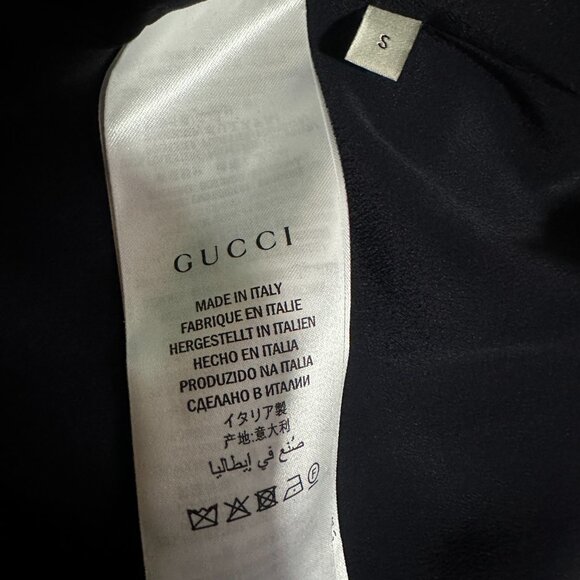 S
GUCCI
MADE IN ITALY
FABRIQUE EN ITALIE
HERGESTELLT IN ITALIEN
HECHO EN ITALIA
PRODUZIDO NA ITALIA
СДЕЛАНО В ИТАЛИИ
イタリア製
产地:意大利
صُنع في إيطاليا
F